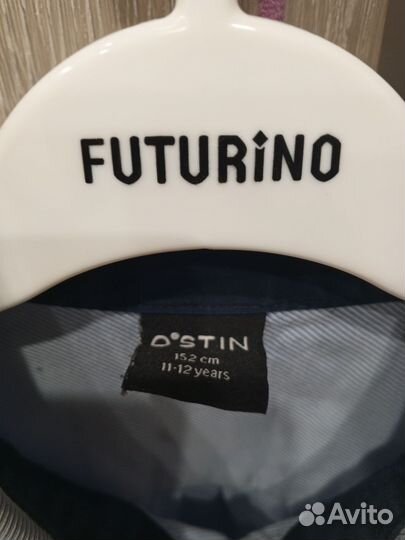 FUTURiNO
O'STIN
152 cm
11-12 years
Avito